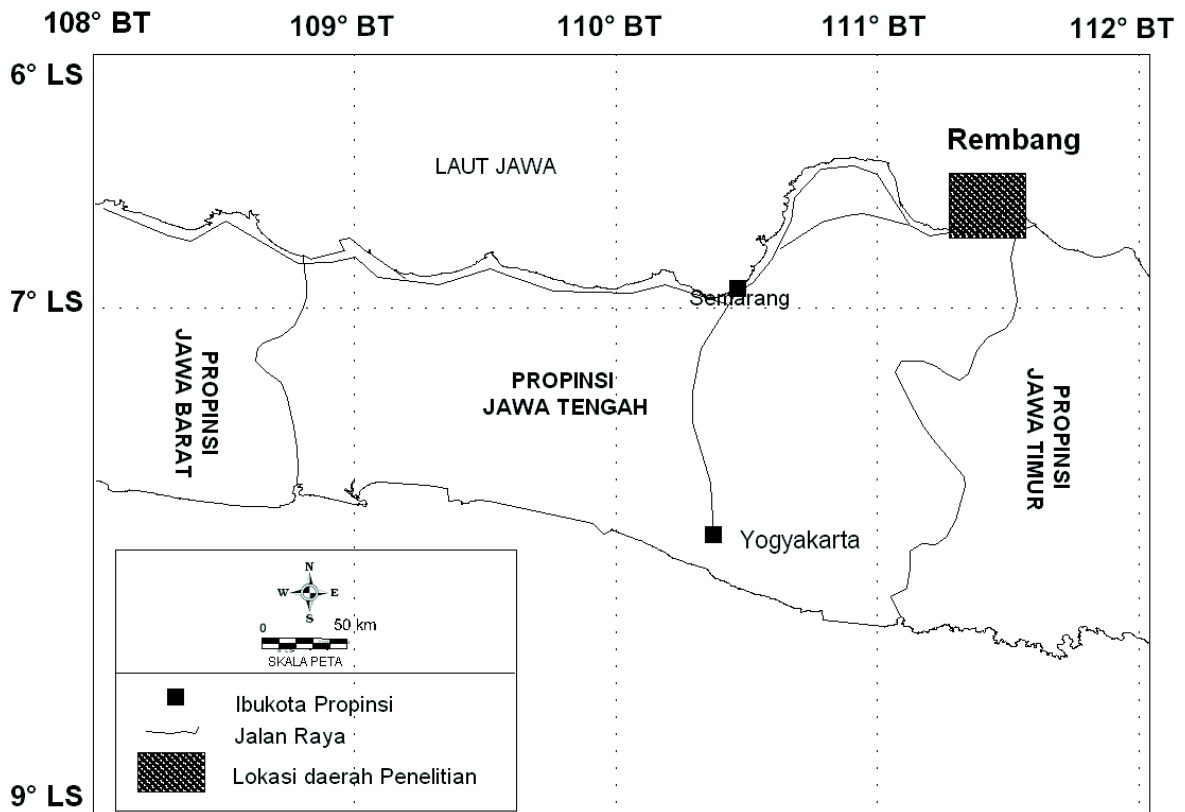 108° BT
109° BT
110° BT
111° BT
112° BT
6° LS
Rembang
LAUT JAWA
Semarang
7° LS
PROPINSI
JAWA BARAT
PROPINSI
JAWA TENGAH
PROPINSI
JAWA TIMUR
Yogyakarta
N
W
E
S
0
50 km
SKALA PETA
Ibukota Propinsi
Jalan Raya
Lokasi daerah Penelitian
9° LS